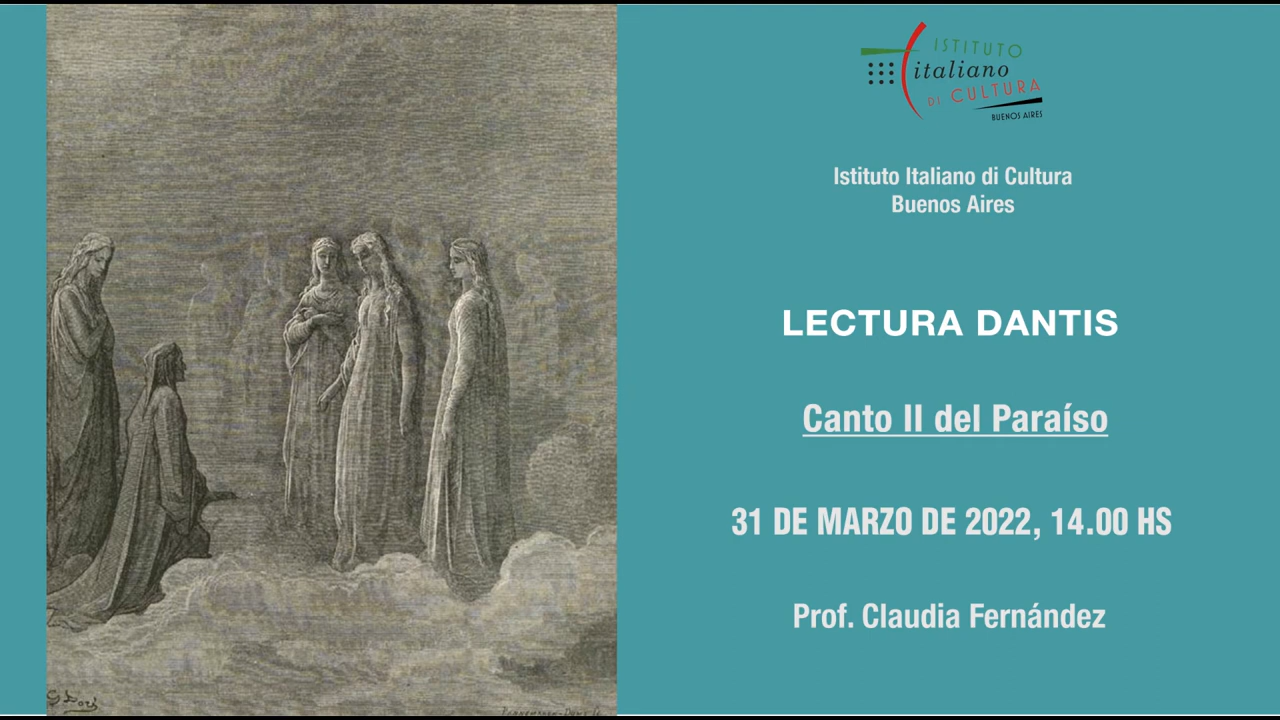 ISTITUTO
italiano
DI CULTURA
BUENOS AIRES
Istituto Italiano di Cultura
Buenos Aires
LECTURA DANTIS
Canto II del Paraíso
31 DE MARZO DE 2022, 14.00 HS
Prof. Claudia Fernández
G Doré